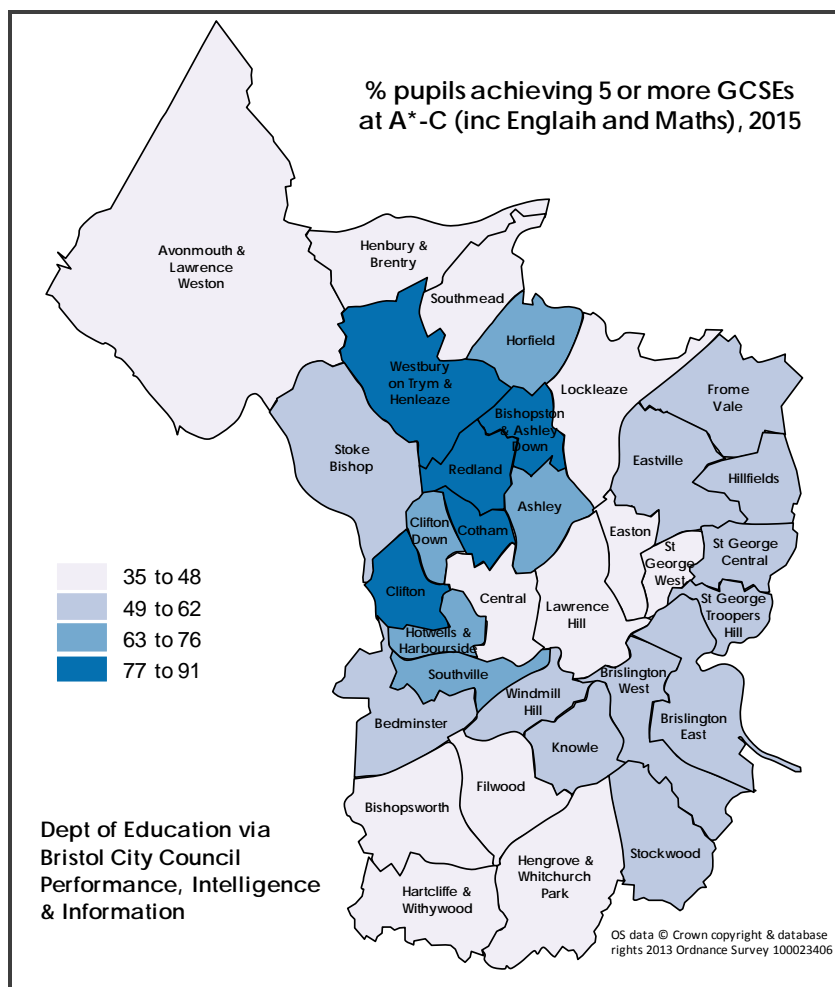 % pupils achieving 5 or more GCSEs
at A*-C (inc Englaih and Maths), 2015
Avonmouth &
Lawrence
Weston
Henbury &
Brentry
Southmead
Horfield
Westbury
on Trym &
Henleaze
Lockleaze
Frome
Vale
Bishopston
& Ashley
Down
Stoke
Bishop
Redland
Eastville
Hillfields
Clifton
Down
Cotham
Ashley
Easton
St
George
West
St George
Central
Clifton
Central
Lawrence
Hill
St George
Troopers
Hill
Hotwells &
Harbourside
Southville
Windmill
Hill
Brislington
West
Bedminster
Knowle
Brislington
East
Filwood
Bishopsworth
Stockwood
Hengrove &
Whitchurch
Park
Hartcliffe &
Withywood
35 to 48
49 to 62
63 to 76
77 to 91
Dept of Education via
Bristol City Council
Performance, Intelligence
& Information
OS data © Crown copyright & database
rights 2013 Ordnance Survey 100023406